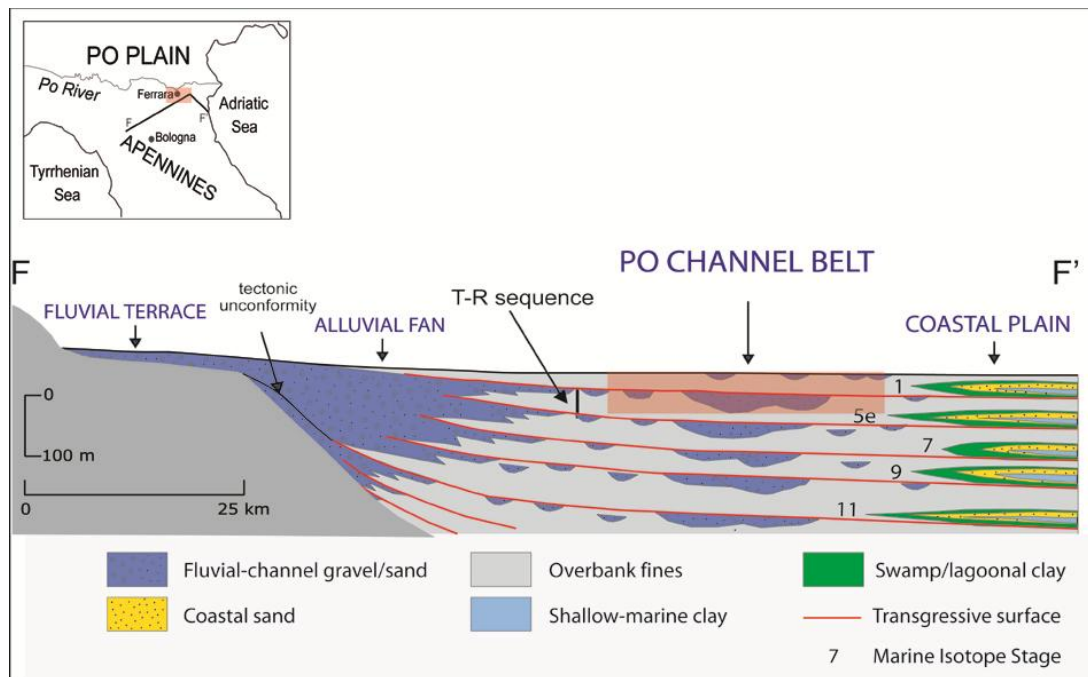 PO PLAIN
Po River
Ferrara
Adriatic
Sea
F
F'
Bologna
APENNINES
Tyrrhenian
Sea
F
F'
PO CHANNEL BELT
tectonic
unconformity
T-R sequence
FLUVIAL TERRACE
ALLUVIAL FAN
COASTAL PLAIN
0
100 m
0
25 km
1
5e
7
9
11
Fluvial-channel gravel/sand
Overbank fines
Swamp/lagoonal clay
Coastal sand
Shallow-marine clay
Transgressive surface
7 Marine Isotope Stage